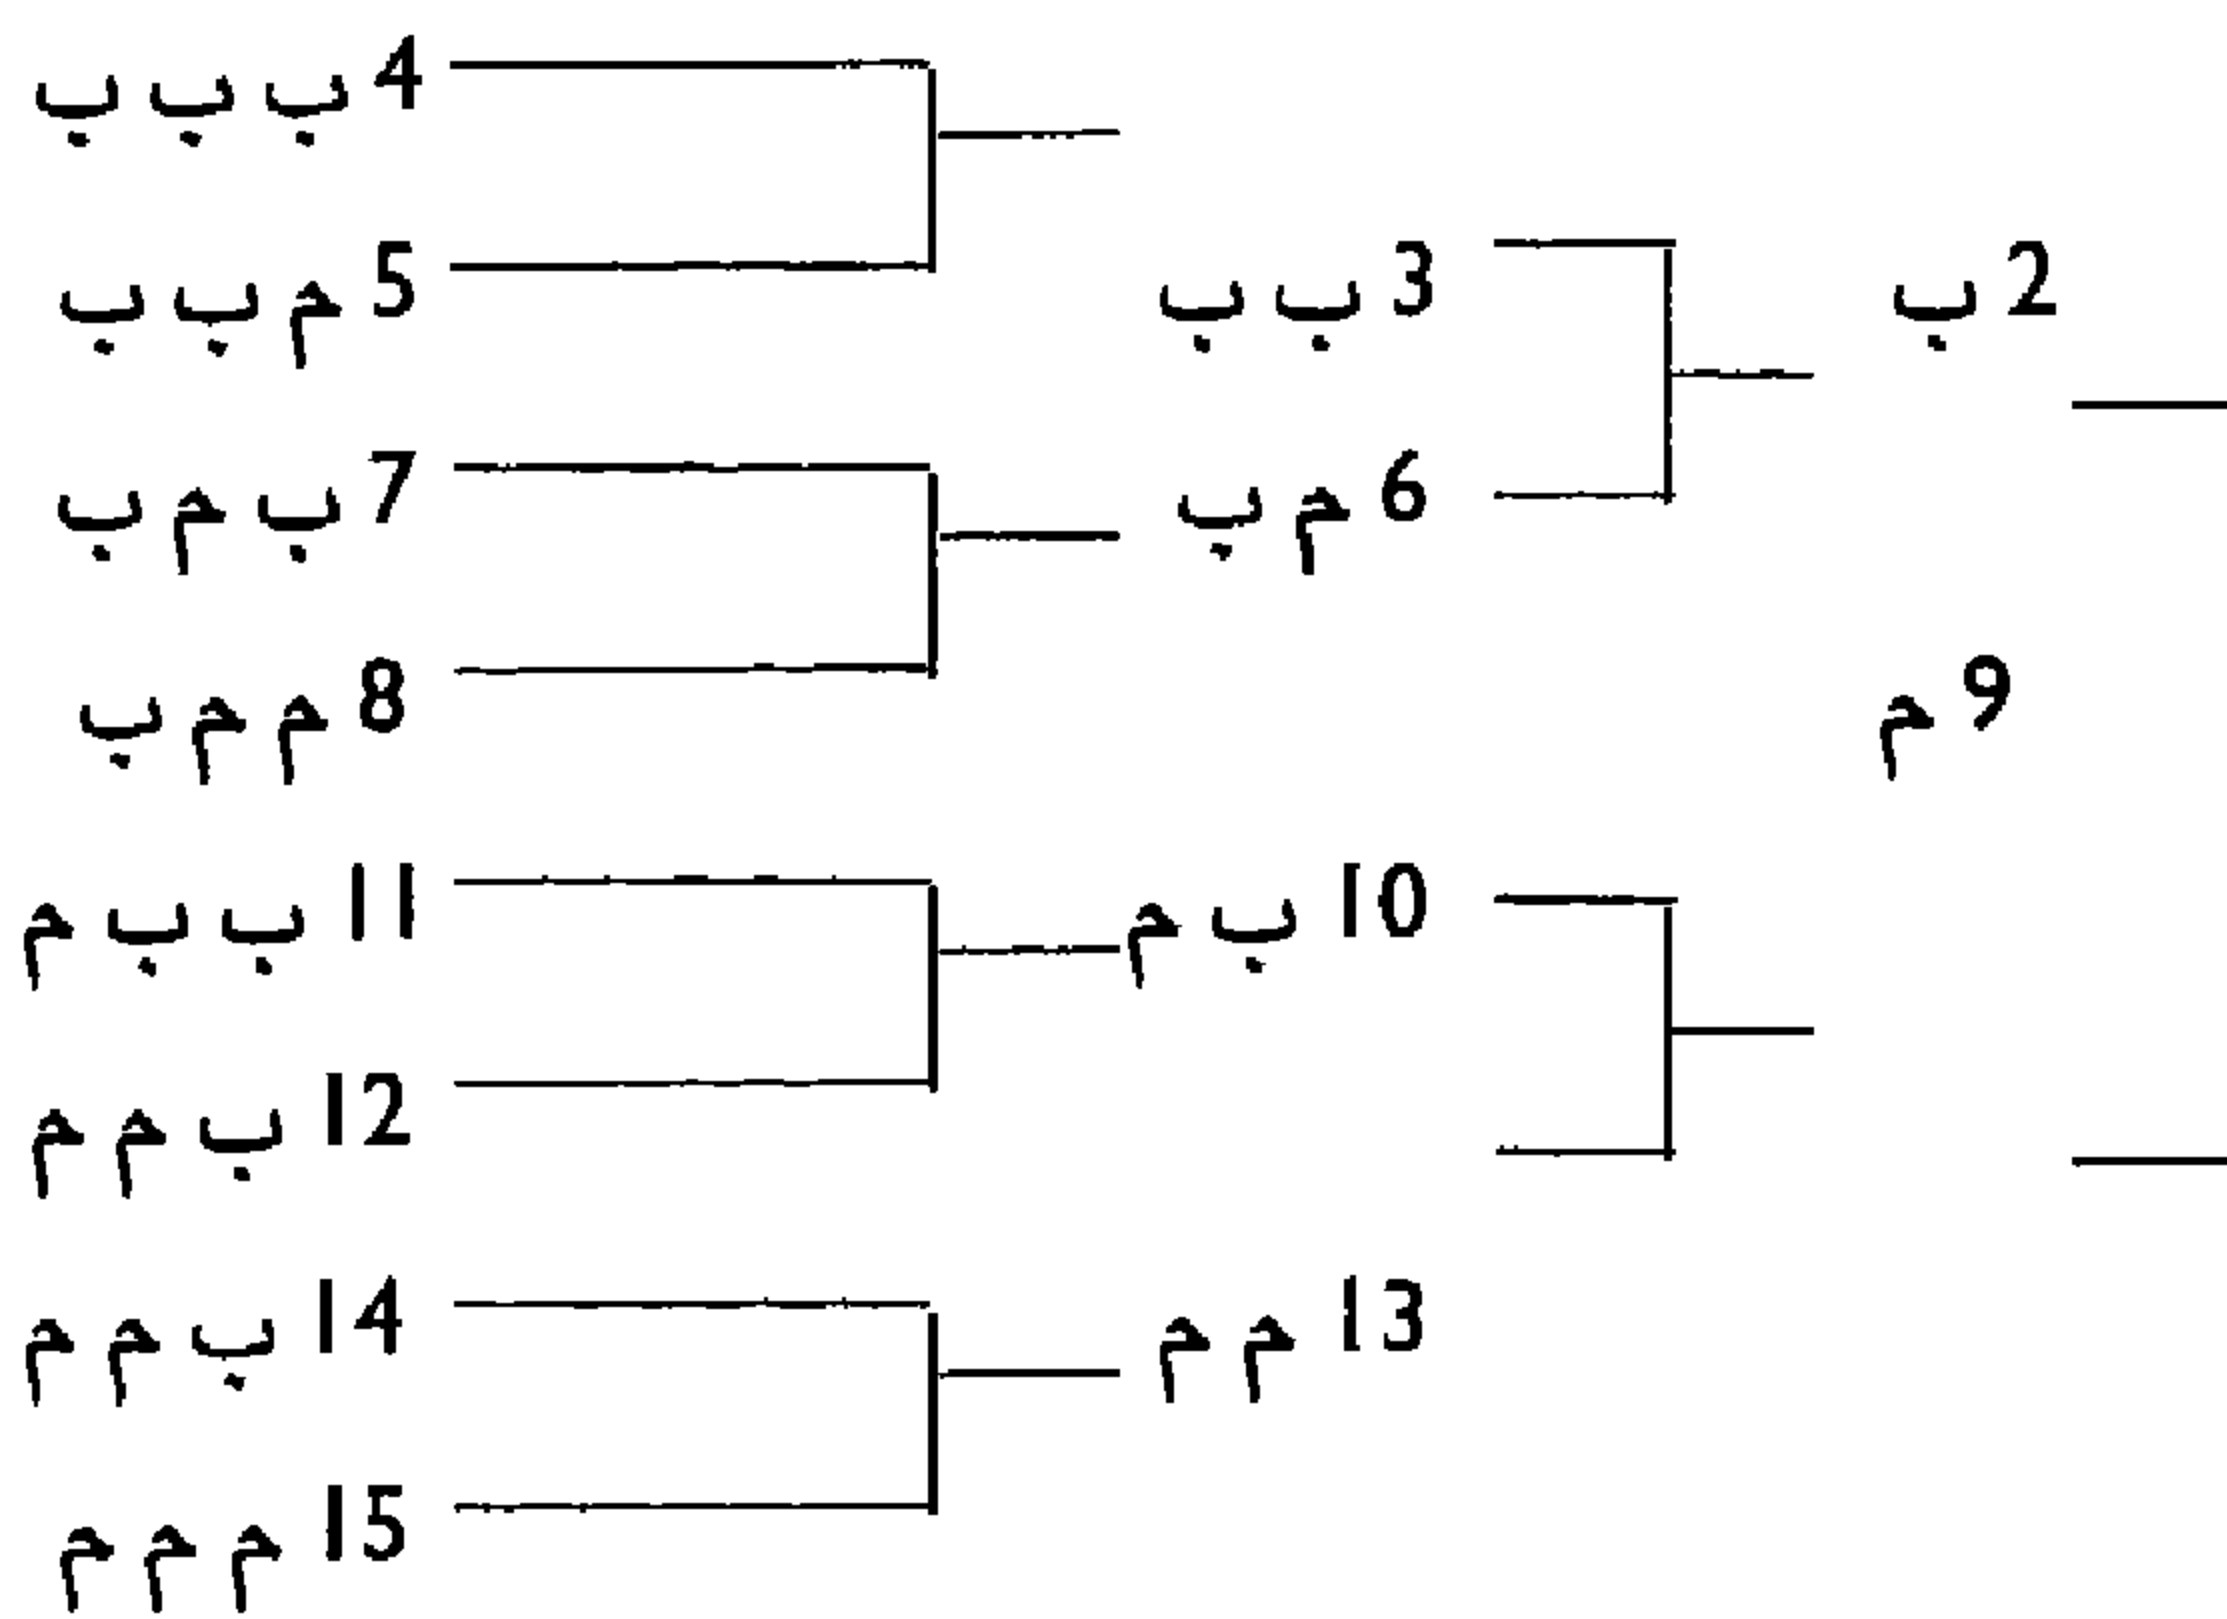 4 ب ب ب
2 ب
3 ب ب
5 م ب ب
6 م ب
7 ب م ب
9 م
8 م م ب
10 ب م
11 ب ب م
12 ب م م
13 م م
14 ب م م
15 م م م